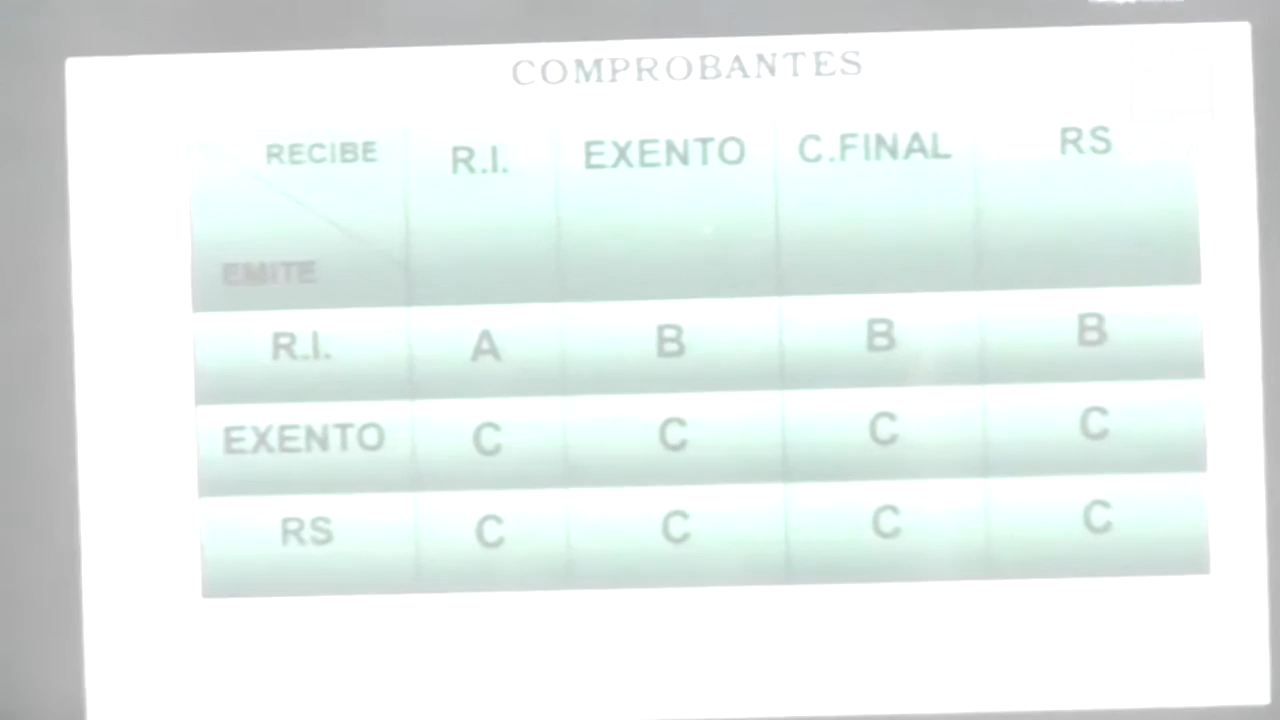 COMPROBANTES
RECIBE R.I. EXENTO C.FINAL RS
EMITE
R.I. A B B B
EXENTO C C C C
RS C C C C